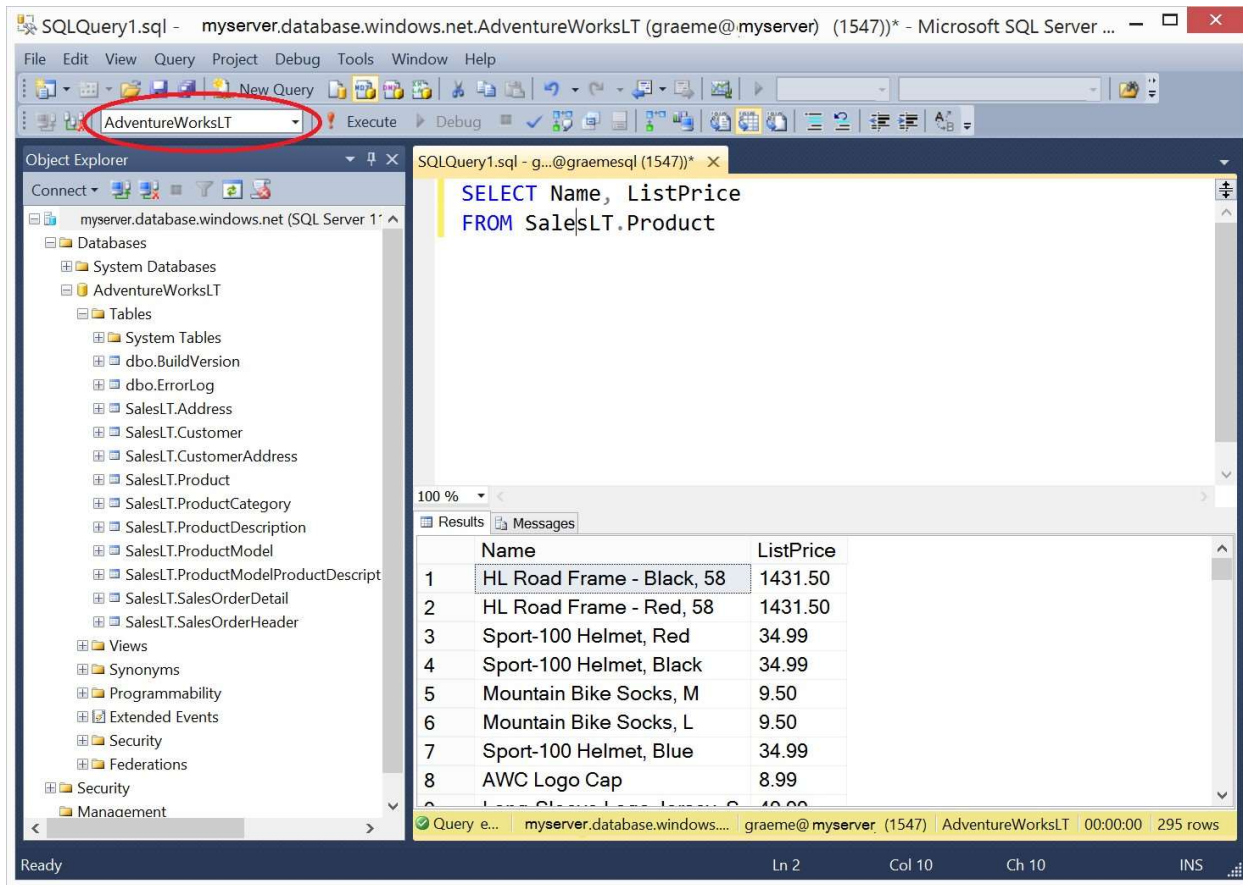 SQLQuery1.sql - myserver.database.windows.net.AdventureWorksLT (graeme@myserver) (1547))* - Microsoft SQL Server ...
File Edit View Query Project Debug Tools Window Help
New Query
AdventureWorksLT
Execute Debug
Object Explorer
Connect
myserver.database.windows.net (SQL Server 11
Databases
System Databases
AdventureWorksLT
Tables
System Tables
dbo.BuildVersion
dbo.ErrorLog
SalesLT.Address
SalesLT.Customer
SalesLT.CustomerAddress
SalesLT.Product
SalesLT.ProductCategory
SalesLT.ProductDescription
SalesLT.ProductModel
SalesLT.ProductModelProductDescript
SalesLT.SalesOrderDetail
SalesLT.SalesOrderHeader
Views
Synonyms
Programmability
Extended Events
Security
Federations
Security
Management
SQLQuery1.sql - g...@graemesql (1547))*
SELECT Name, ListPrice
FROM SalesLT.Product
100 %
Results Messages
Name ListPrice
1 HL Road Frame - Black, 58 1431.50
2 HL Road Frame - Red, 58 1431.50
3 Sport-100 Helmet, Red 34.99
4 Sport-100 Helmet, Black 34.99
5 Mountain Bike Socks, M 9.50
6 Mountain Bike Socks, L 9.50
7 Sport-100 Helmet, Blue 34.99
8 AWC Logo Cap 8.99
Query e... myserver.database.windows.... graeme@myserver (1547) AdventureWorksLT 00:00:00 295 rows
Ready Ln 2 Col 10 Ch 10 INS